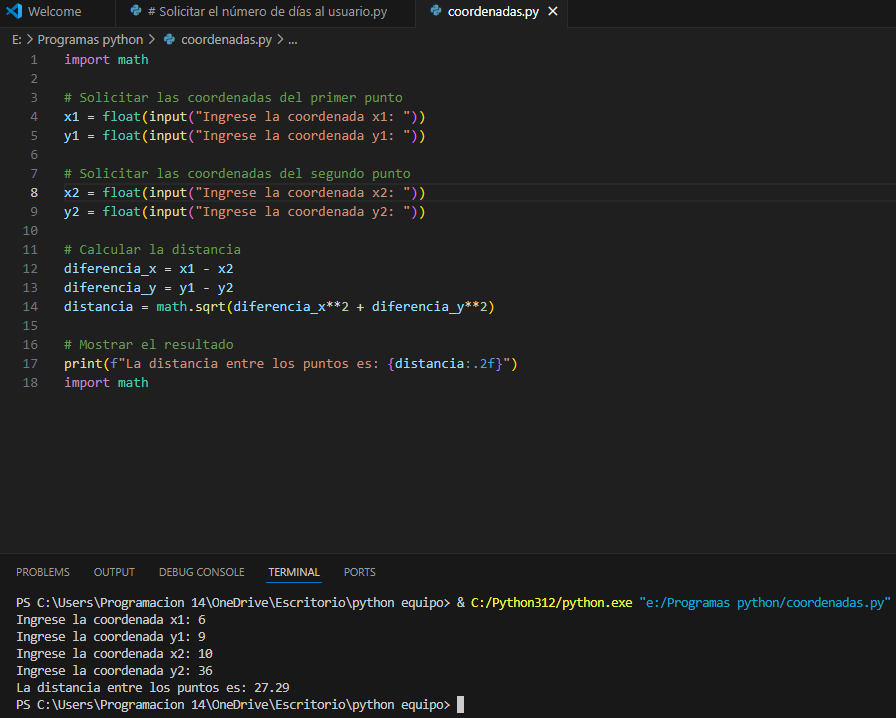 Welcome # Solicitar el número de días al usuario.py coordenadas.py
E: > Programas python > coordenadas.py > ...
1 import math
2
3 # Solicitar las coordenadas del primer punto
4 x1 = float(input("Ingrese la coordenada x1: "))
5 y1 = float(input("Ingrese la coordenada y1: "))
6
7 # Solicitar las coordenadas del segundo punto
8 x2 = float(input("Ingrese la coordenada x2: "))
9 y2 = float(input("Ingrese la coordenada y2: "))
10
11 # Calcular la distancia
12 diferencia_x = x1 - x2
13 diferencia_y = y1 - y2
14 distancia = math.sqrt(diferencia_x**2 + diferencia_y**2)
15
16 # Mostrar el resultado
17 print(f"La distancia entre los puntos es: {distancia:.2f}")
18 import math
PROBLEMS OUTPUT DEBUG CONSOLE TERMINAL PORTS
PS C:\Users\Programacion 14\OneDrive\Escritorio\python equipo> & C:/Python312/python.exe "e:/Programas python/coordenadas.py"
Ingrese la coordenada x1: 6
Ingrese la coordenada y1: 9
Ingrese la coordenada x2: 10
Ingrese la coordenada y2: 36
La distancia entre los puntos es: 27.29
PS C:\Users\Programacion 14\OneDrive\Escritorio\python equipo>